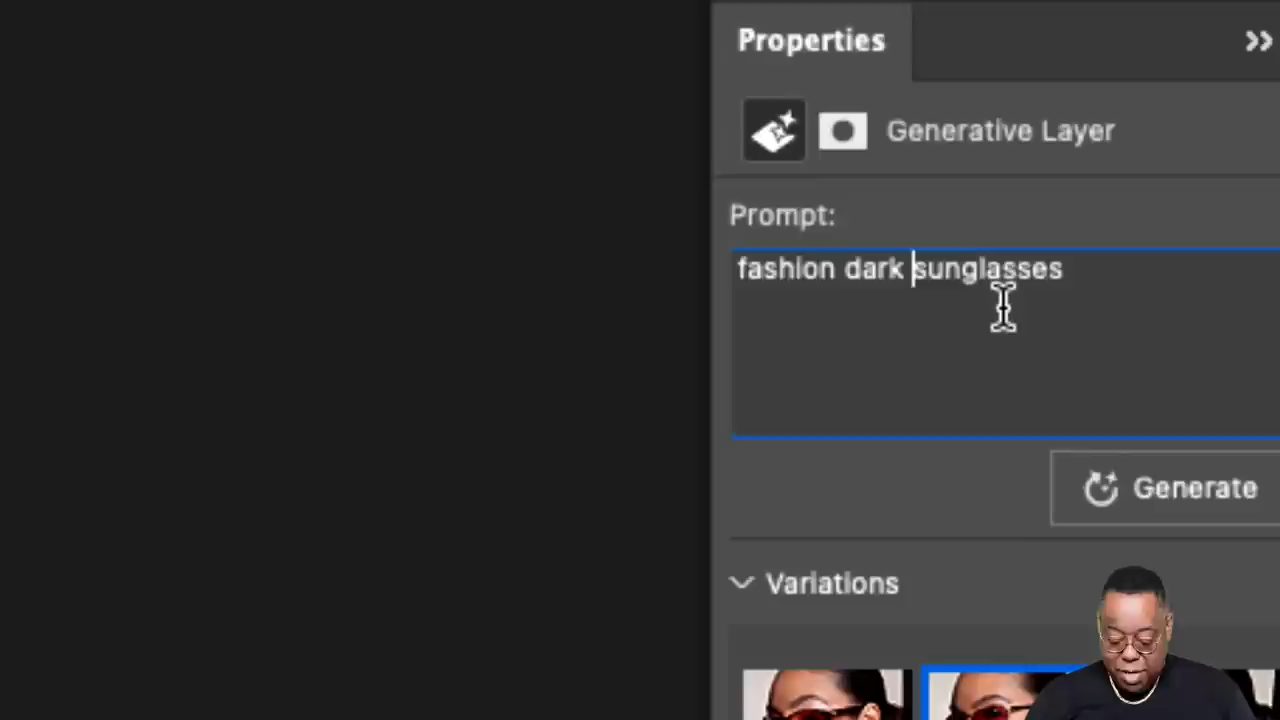 Properties
Generative Layer
Prompt:
fashion dark sunglasses
Generate
Variations